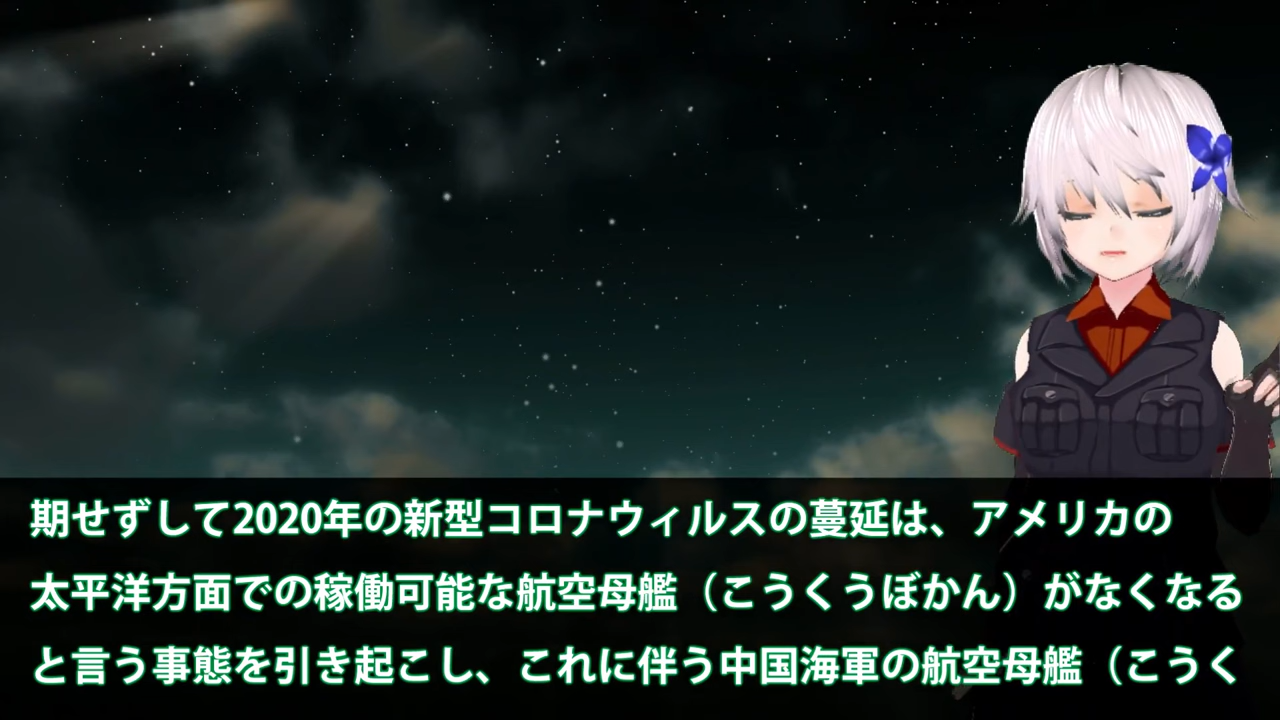 期せずして2020年の新型コロナウィルスの蔓延は、アメリカの
太平洋方面での稼働可能な航空母艦（こうくうぼかん）がなくなる
と言う事態を引き起こし、これに伴う中国海軍の航空母艦（こうく